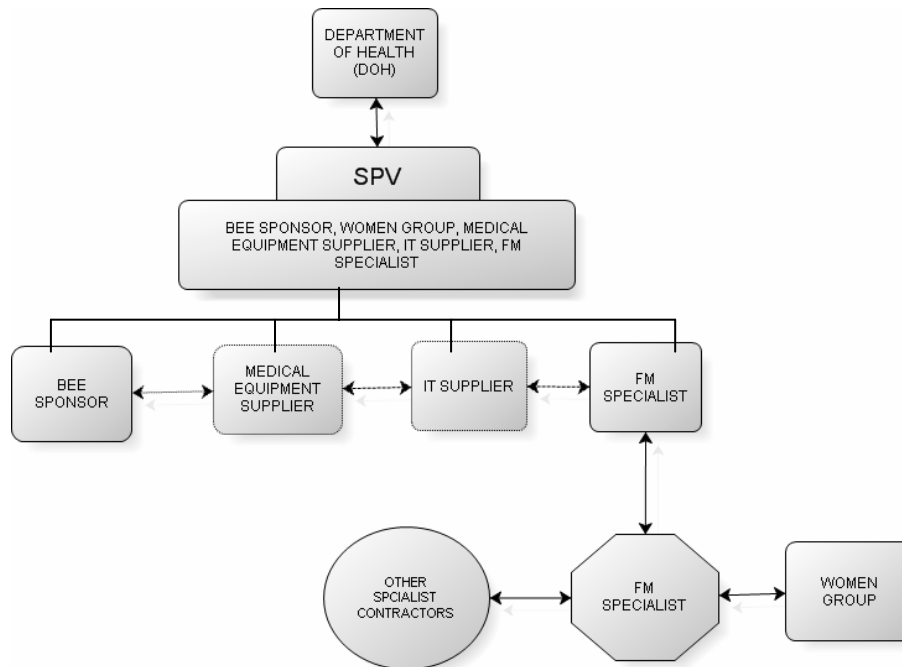 DEPARTMENT
OF HEALTH
(DOH)
SPV
BEE SPONSOR, WOMEN GROUP, MEDICAL
EQUIPMENT SUPPLIER, IT SUPPLIER, FM
SPECIALIST
BEE
SPONSOR
MEDICAL
EQUIPMENT
SUPPLIER
IT SUPPLIER
FM
SPECIALIST
OTHER
SPCIALIST
CONTRACTORS
FM
SPECIALIST
WOMEN
GROUP